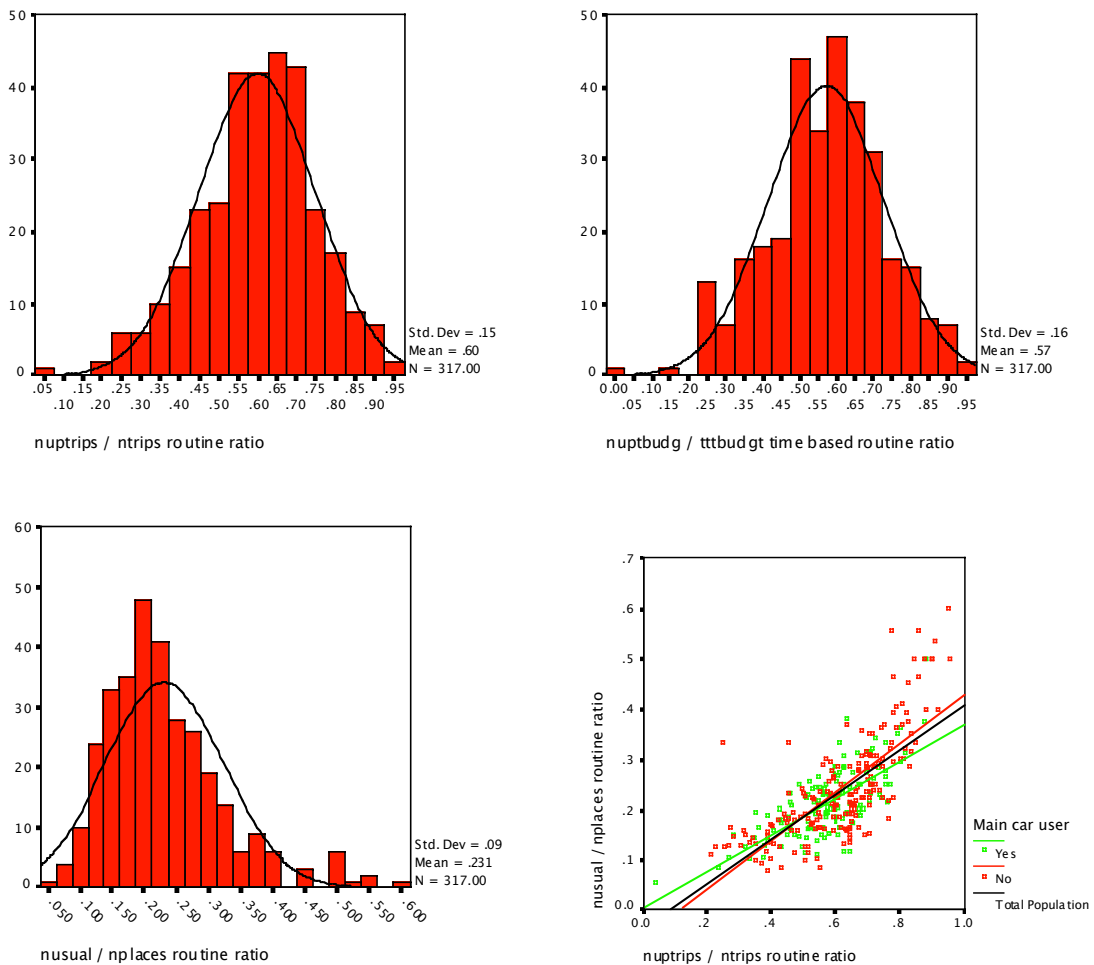 50
40
30
20
10
0
Std. Dev = .15
Mean = .60
N = 317.00
.05 .15 .25 .35 .45 .55 .65 .75 .85 .95
.10 .20 .30 .40 .50 .60 .70 .80 .90
nuptrips / ntrips routine ratio
50
40
30
20
10
0
Std. Dev = .16
Mean = .57
N = 317.00
0.00 .10 .20 .30 .40 .50 .60 .70 .80 .90
.05 .15 .25 .35 .45 .55 .65 .75 .85 .95
nuptbudg / tttbudgt time based routine ratio
60
50
40
30
20
10
0
Std. Dev = .09
Mean = .231
N = 317.00
.050 .100 .150 .200 .250 .300 .350 .400 .450 .500 .550 .600
nusual / nplaces routine ratio
nusual / nplaces routine ratio
.7
.6
.5
.4
.3
.2
.1
0.0
0.0 .2 .4 .6 .8 1.0
nuptrips / ntrips routine ratio
Main car user
Yes
No
Total Population